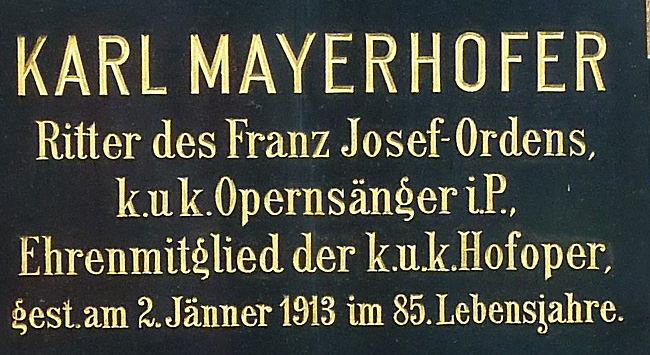 KARL MAYERHOFER
Ritter des Franz Josef-Ordens,
k.u k. Opernsänger i.P.,
Ehrenmitglied der k.u.k. Hofoper,
gest. am 2. Jänner 1913 im 85. Lebensjahre.